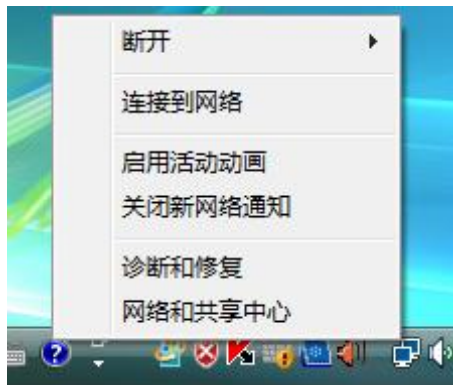 断开
连接到网络
启用活动动画
关闭新网络通知
诊断和修复
网络和共享中心